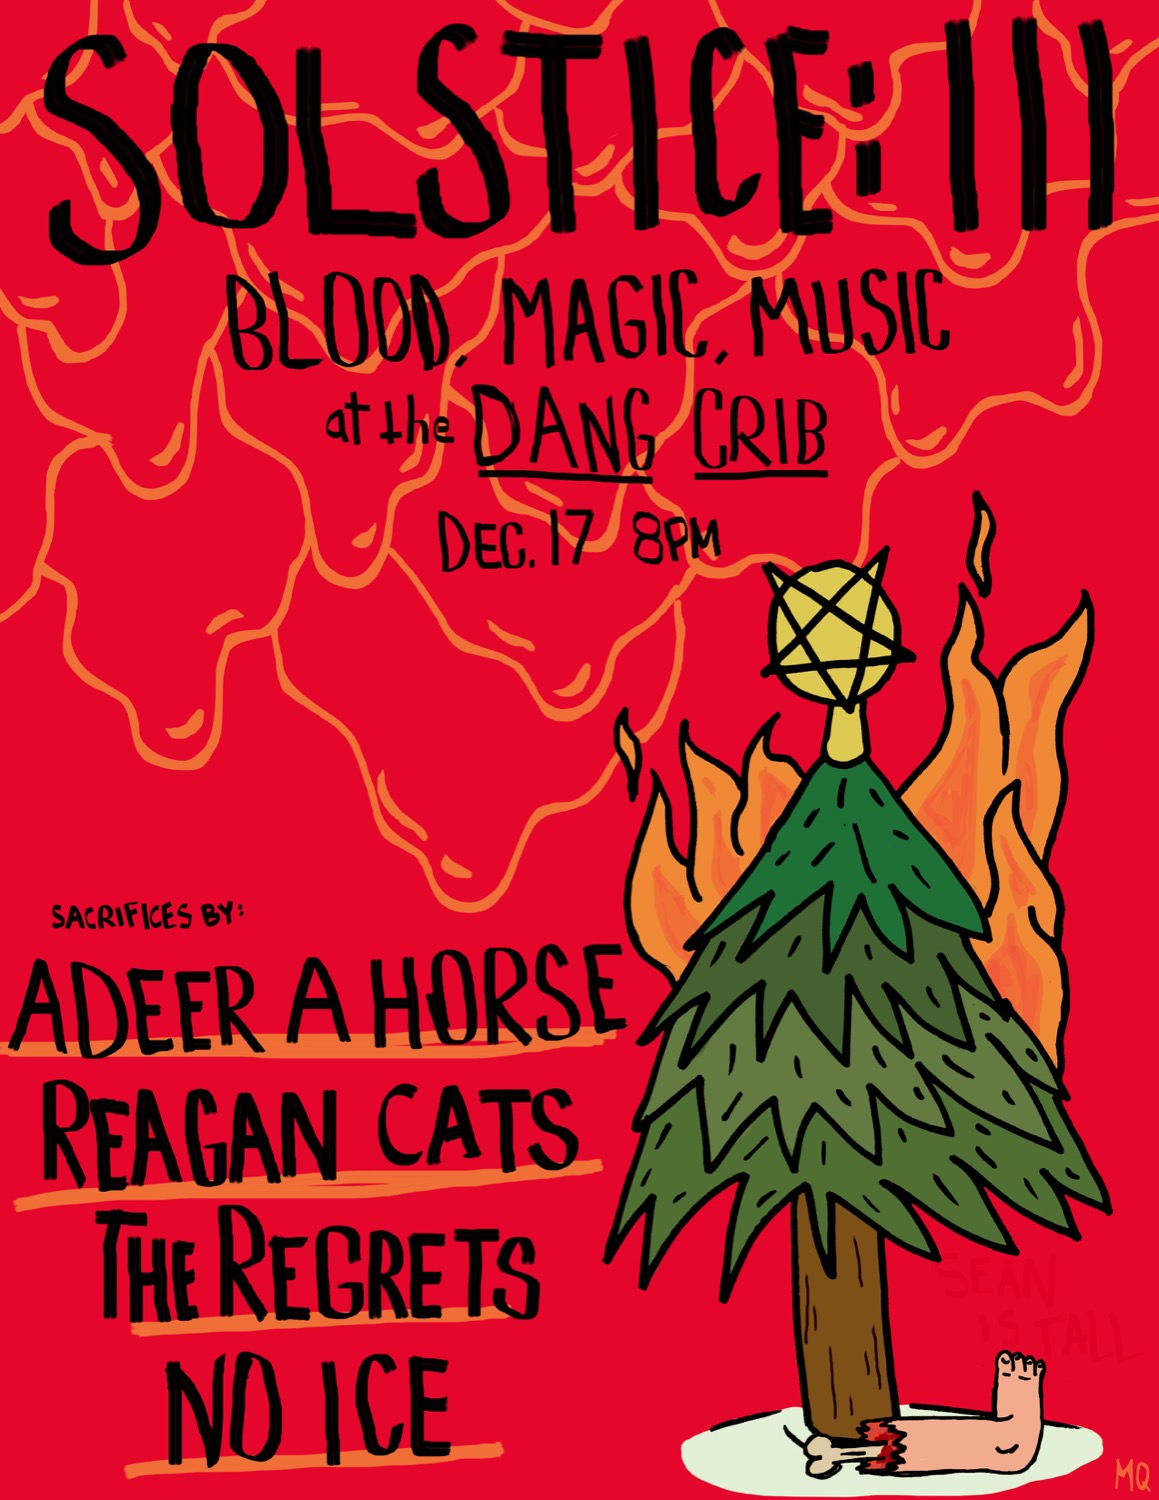 SOLSTICE: III
BLOOD, MAGIC, MUSIC
at the DANG CRIB
DEC. 17 8PM
SACRIFICES BY:
ADEER A HORSE
REAGAN CATS
THE REGRETS
NO ICE
SEAN
IS TALL
MQ